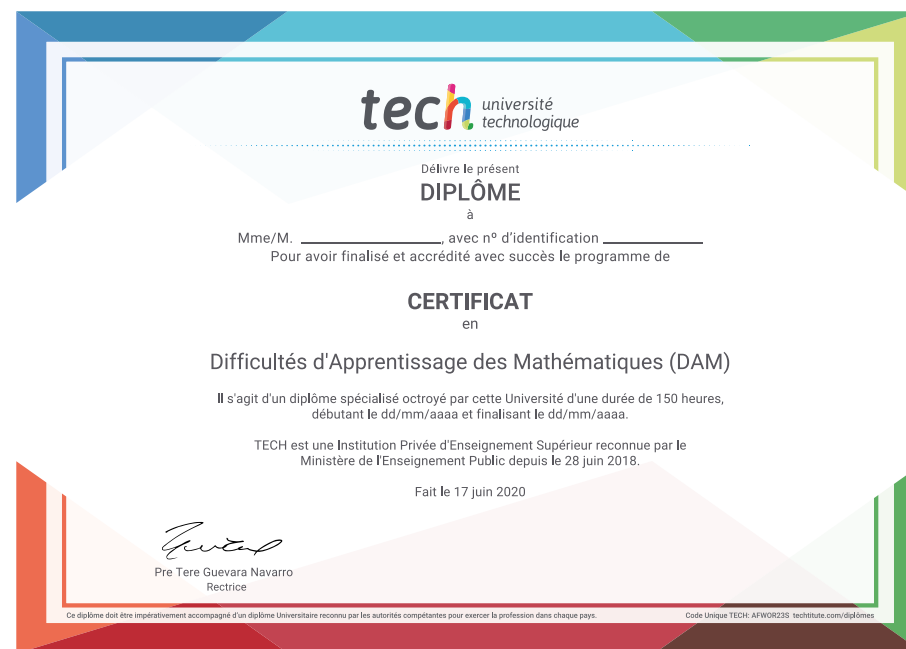 tech université
technologique
Délivre le présent
DIPLÔME
à
Mme/M. ____________________, avec nº d'identification ______________
Pour avoir finalisé et accrédité avec succès le programme de
CERTIFICAT
en
Difficultés d'Apprentissage des Mathématiques (DAM)
Il s'agit d'un diplôme spécialisé octroyé par cette Université d'une durée de 150 heures,
débutant le dd/mm/aaaa et finalisant le dd/mm/aaaa.
TECH est une Institution Privée d'Enseignement Supérieur reconnue par le
Ministère de l'Enseignement Public depuis le 28 juin 2018.
Fait le 17 juin 2020
Pre Tere Guevara Navarro
Rectrice
Ce diplôme doit être impérativement accompagné d'un diplôme Universitaire reconnu par les autorités compétentes pour exercer la profession dans chaque pays.
Code Unique TECH: AFWOR23S techtitute.com/diplômes